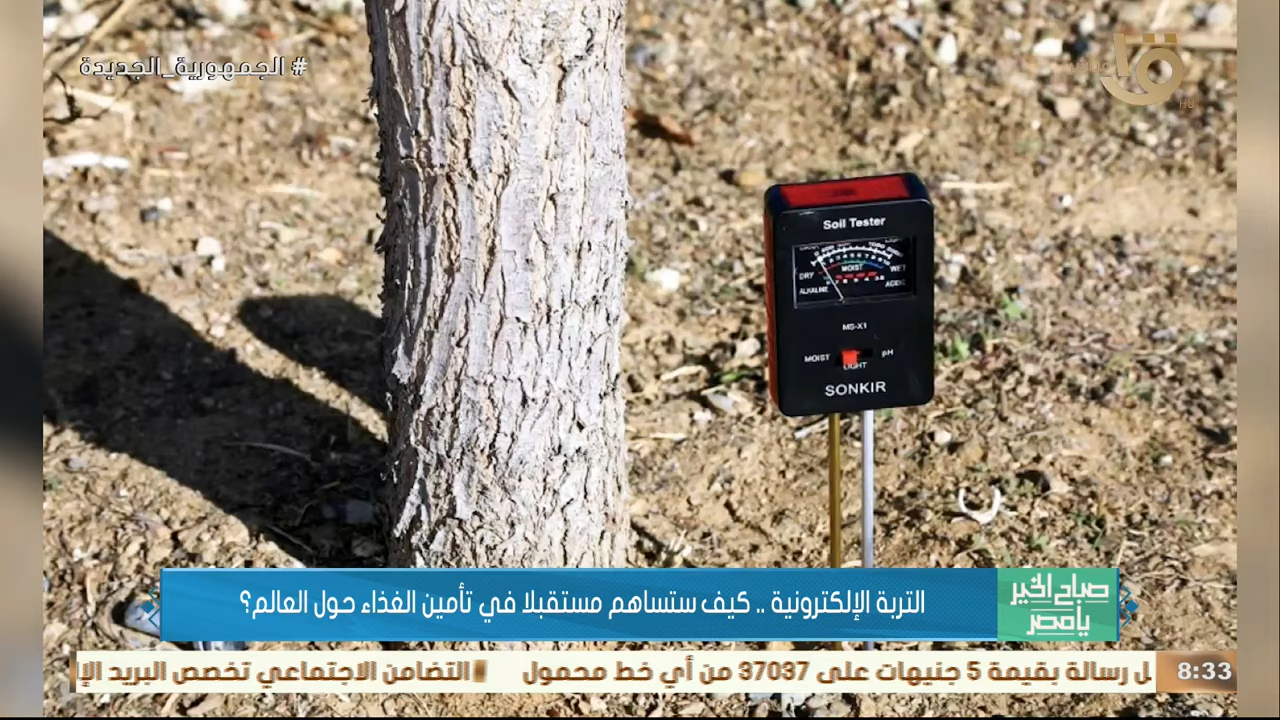 # الجمهورية_الجديدة
Soil Tester
DRY
MOIST
WET
ALKALINE
MS-X1
MOIST
pH
LIGHT
SONKIR
التربة الإلكترونية .. كيف ستساهم مستقبلا في تأمين الغذاء حول العالم؟
صباح الخير
يا مصر
8:33
ل رسالة بقيمة 5 جنيهات على 37037 من أي خط محمول
التضامن الاجتماعي تخصص البريد الإ